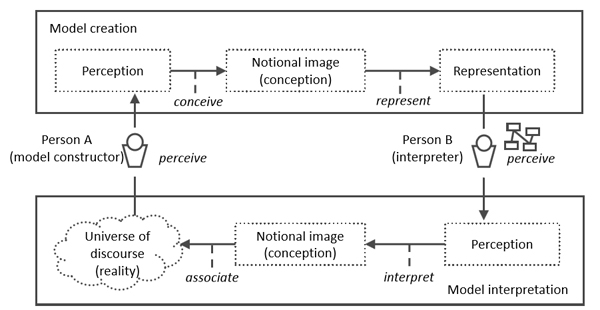 Model creation
Perception
Notional image
(conception)
Representation
conceive
represent
Person A
(model constructor)
perceive
Person B
(interpreter)
perceive
Universe of
discourse
(reality)
Notional image
(conception)
Perception
associate
interpret
Model interpretation